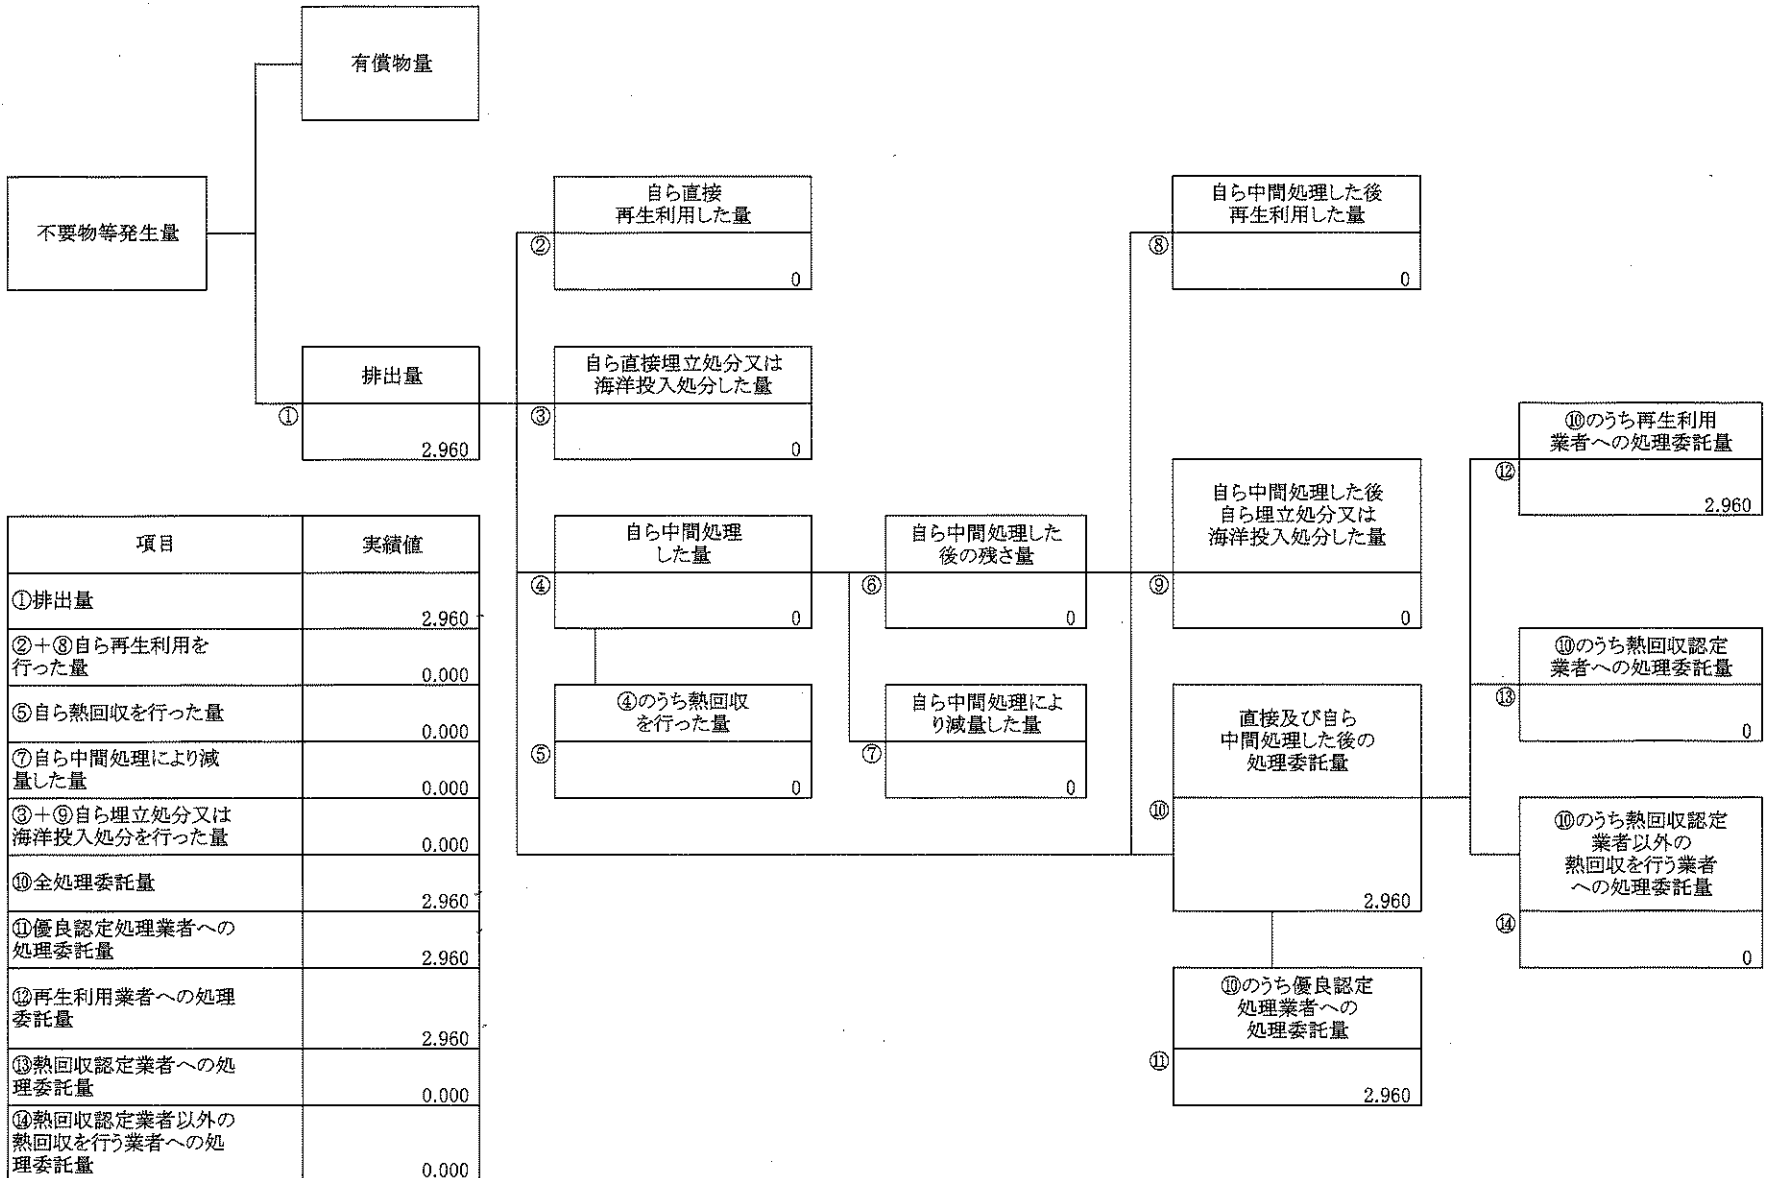 有償物量
不要物等発生量
自ら直接
再生利用した量
②
0
自ら中間処理した後
再生利用した量
⑧
0
排出量
①
2.960
自ら直接埋立処分又は
海洋投入処分した量
③
0
⑩のうち再生利用
業者への処理委託量
⑫
2.960
自ら中間処理
した量
④
0
自ら中間処理した
後の残さ量
⑥
0
自ら中間処理した後
自ら埋立処分又は
海洋投入処分した量
⑨
0
⑩のうち熱回収認定
業者への処理委託量
⑬
0
④のうち熱回収
を行った量
⑤
0
自ら中間処理によ
り減量した量
⑦
0
直接及び自ら
中間処理した後の
処理委託量
⑩
2.960
⑩のうち熱回収認定
業者以外の
熱回収を行う業者
への処理委託量
⑭
0
⑩のうち優良認定
処理業者への
処理委託量
⑪
2.960
項目 実績値
①排出量
2.960
②+⑧自ら再生利用を
行った量
0.000
⑤自ら熱回収を行った量
0.000
⑦自ら中間処理により減
量した量
0.000
③+⑨自ら埋立処分又は
海洋投入処分を行った量
0.000
⑩全処理委託量
2.960
⑪優良認定処理業者への
処理委託量
2.960
⑫再生利用業者への処理
委託量
2.960
⑬熱回収認定業者への処
理委託量
0.000
⑭熱回収認定業者以外の
熱回収を行う業者への処
理委託量
0.000